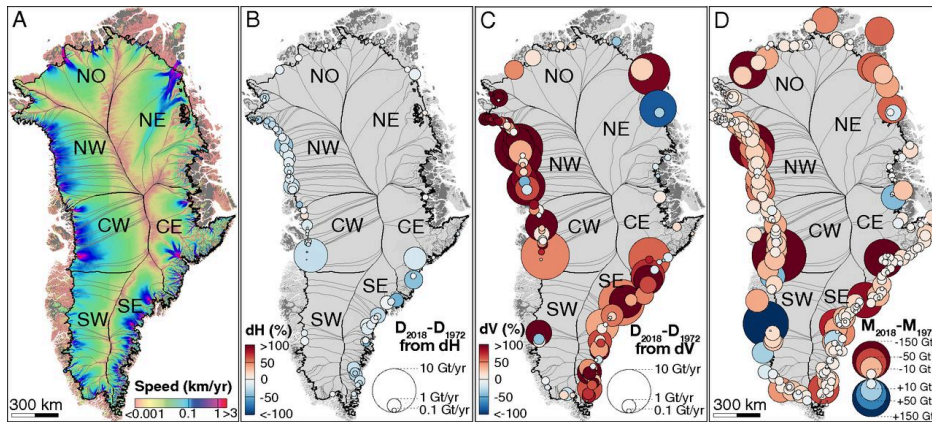 A
NO
NE
NW
CW
CE
SE
SW
Speed (km/yr)
<0.001 0.1 1 >3
300 km
B
NO
NE
NW
CW
CE
SE
SW
dH (%)
>100
50
0
-50
<-100
D2018-D1972
from dH
10 Gt/yr
1 Gt/yr
0.1 Gt/yr
C
NO
NE
NW
CW
CE
SE
SW
dV (%)
>100
50
0
-50
<-100
D2018-D1972
from dV
10 Gt/yr
1 Gt/yr
0.1 Gt/yr
D
NO
NE
NW
CW
CE
SE
SW
300 km
M2018-M197
-150 Gt
-50 Gt
-10 Gt
+10 Gt
+50 Gt
+150 Gt